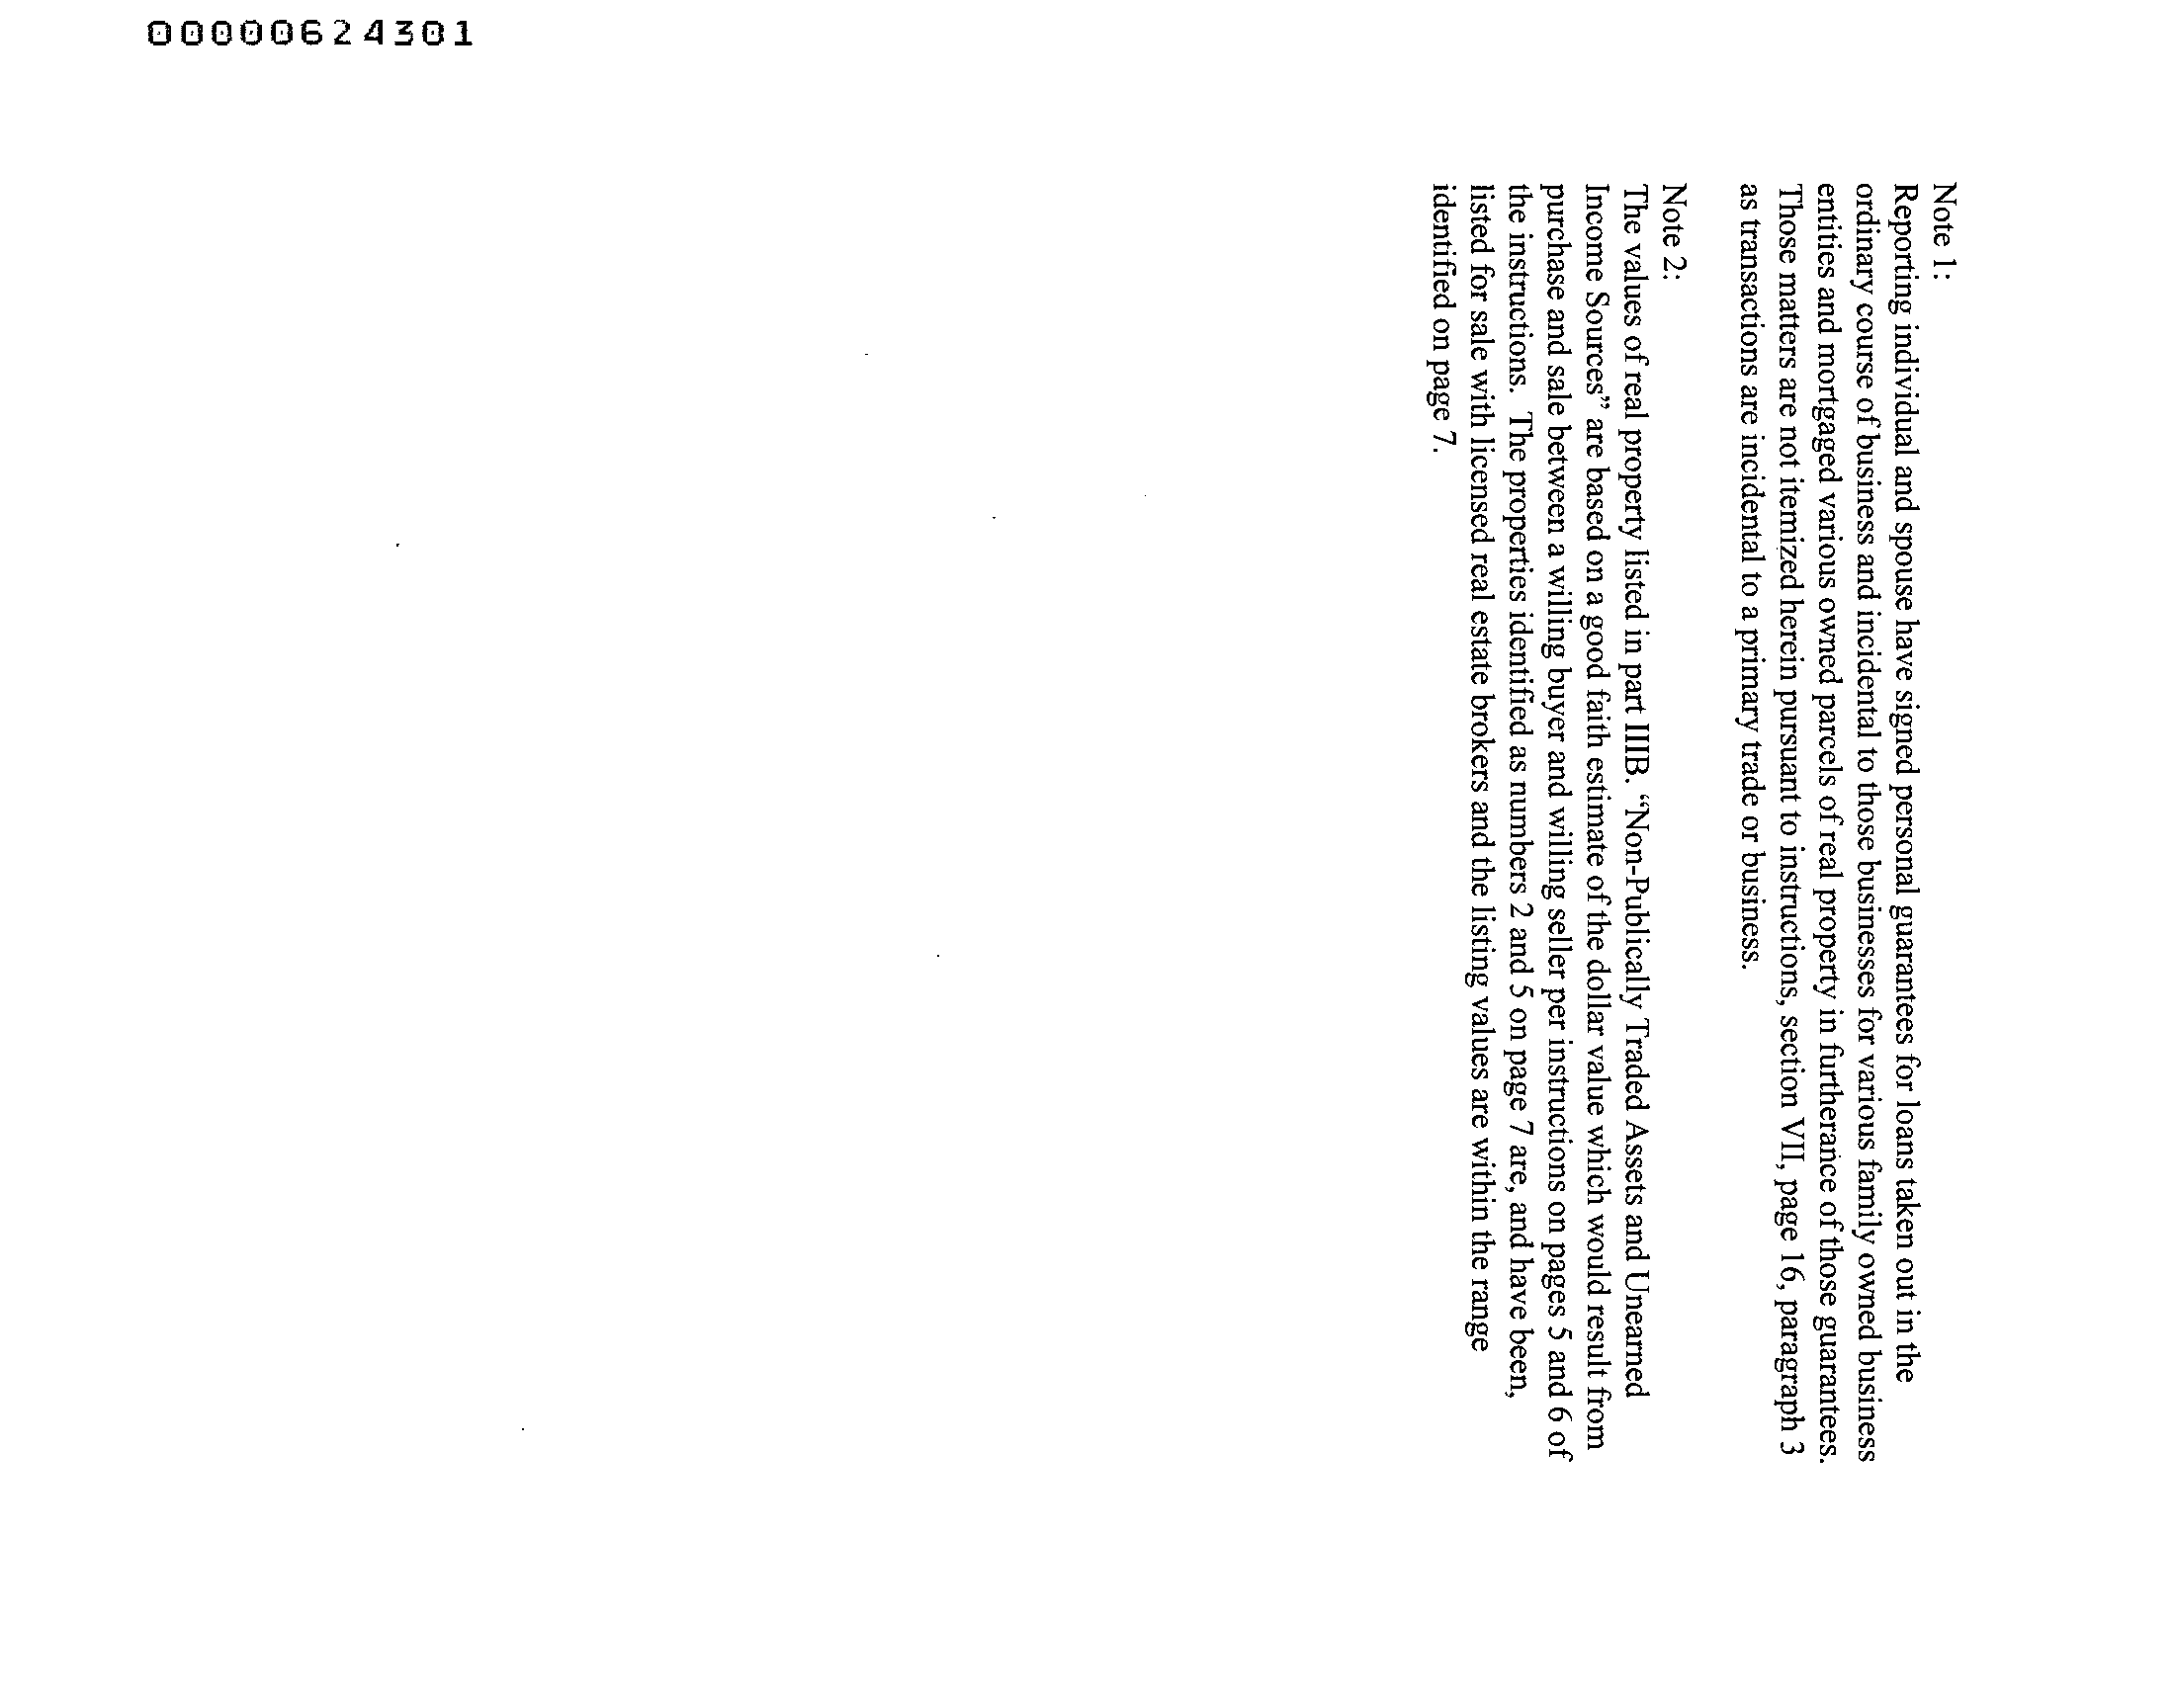 00000624301
Note 1:
Reporting individual and spouse have signed personal guarantees for loans taken out in the
ordinary course of business and incidental to those businesses for various family owned business
entities and mortgaged various owned parcels of real property in furtherance of those guarantees.
Those matters are not itemized herein pursuant to instructions, section VII, page 16, paragraph 3
as transactions are incidental to a primary trade or business.
Note 2:
The values of real property listed in part IIIB. “Non-Publically Traded Assets and Unearned
Income Sources” are based on a good faith estimate of the dollar value which would result from
purchase and sale between a willing buyer and willing seller per instructions on pages 5 and 6 of
the instructions. The properties identified as numbers 2 and 5 on page 7 are, and have been,
listed for sale with licensed real estate brokers and the listing values are within the range
identified on page 7.